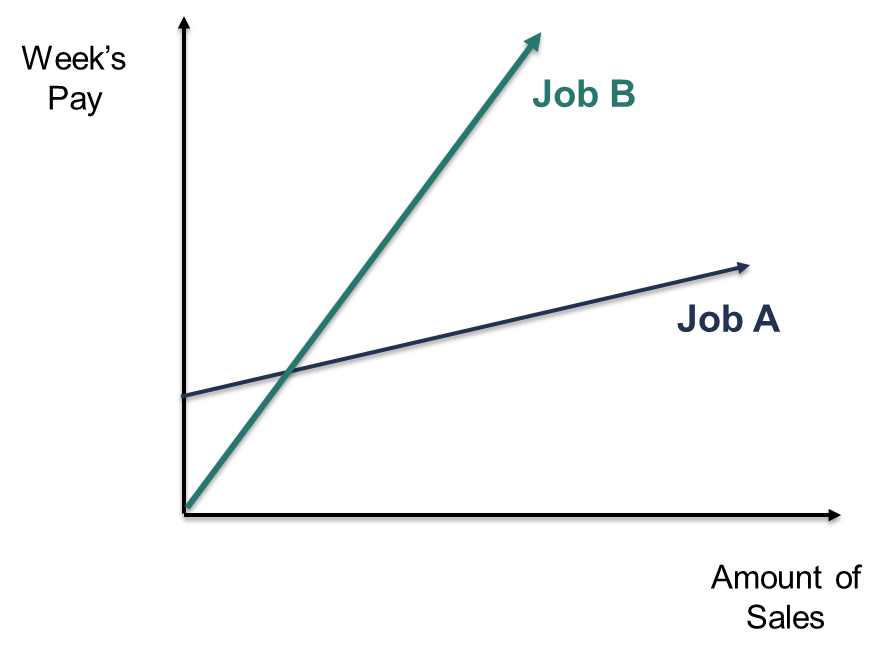 Week’s
Pay
Job B
Job A
Amount of
Sales